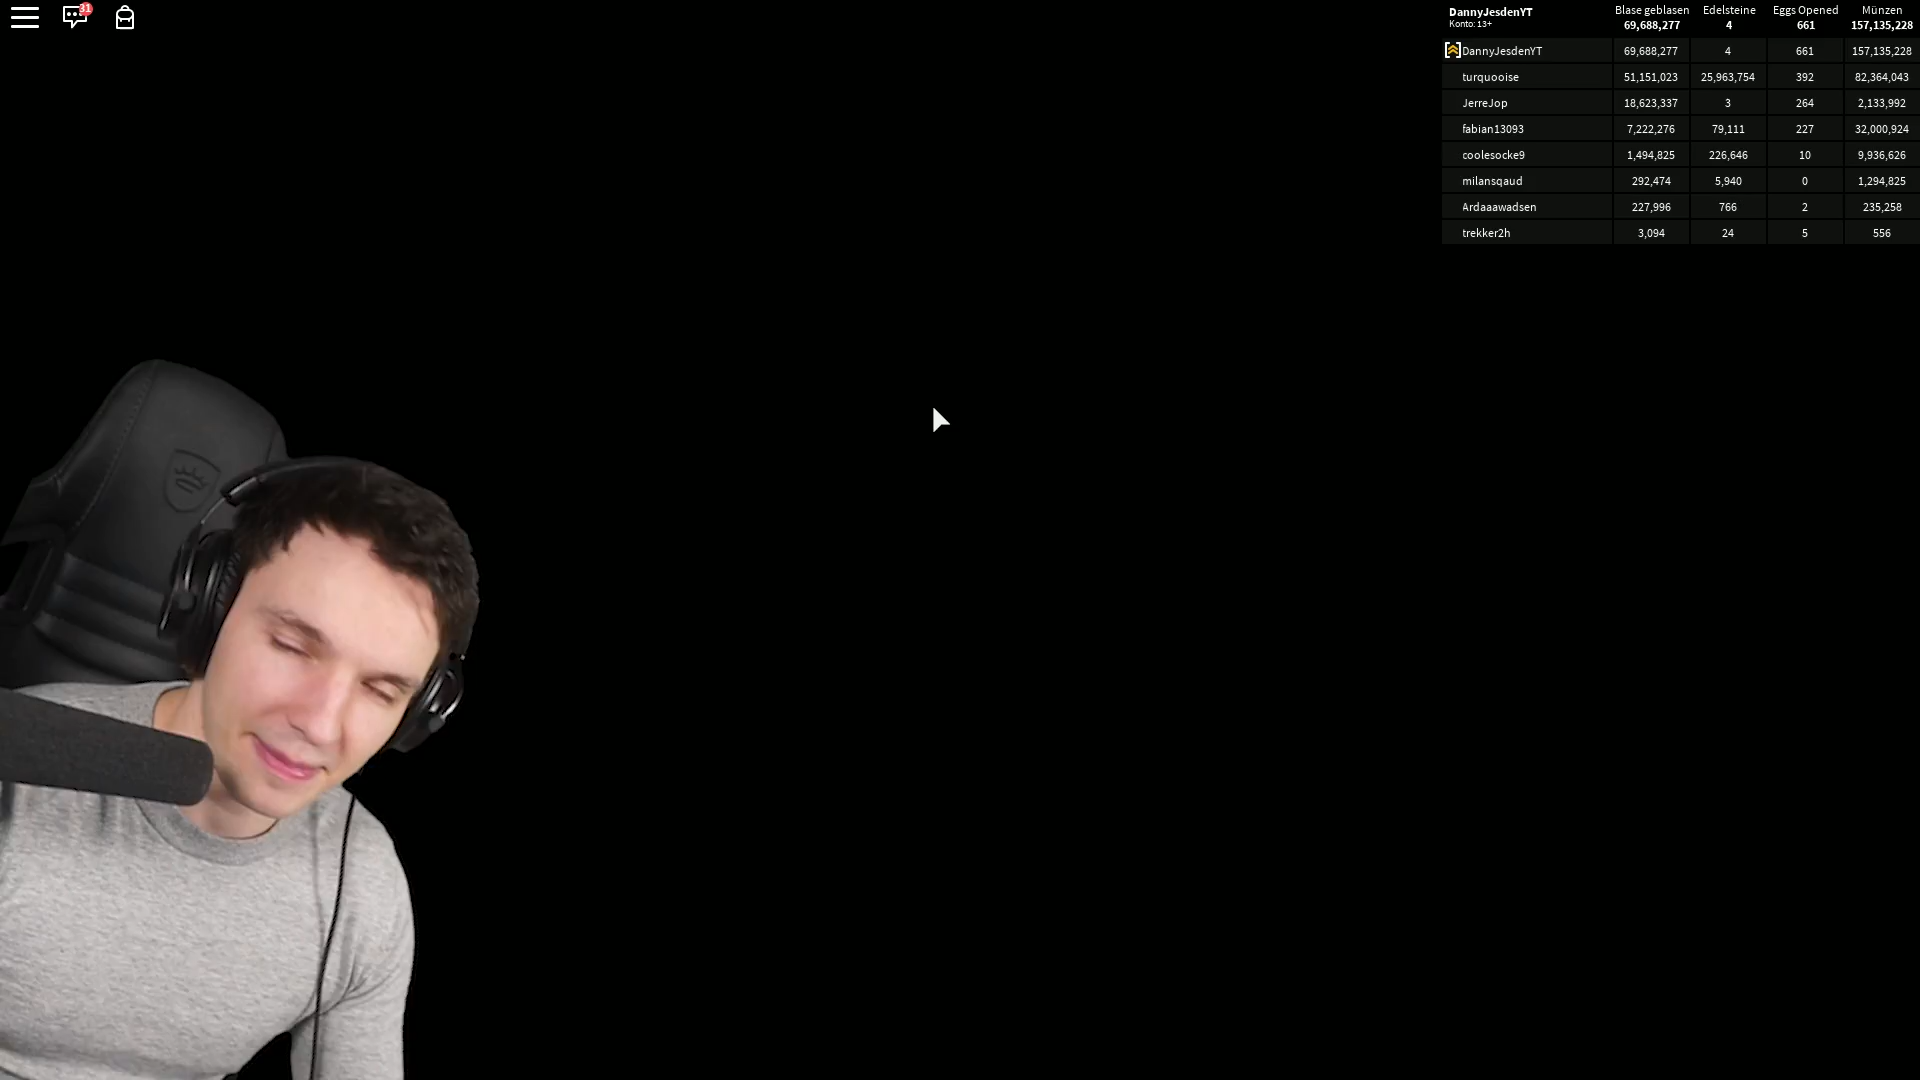 31
DannyJesdenYT
Konto: 13+
Blase geblasen Edelsteine Eggs Opened Münzen
69,688,277 4 661 157,135,228
DannyJesdenYT 69,688,277 4 661 157,135,228
turquooise 51,151,023 25,963,754 392 82,364,043
JerreJop 18,623,337 3 264 2,133,992
fabian13093 7,222,276 79,111 227 32,000,924
coolesocke9 1,494,825 226,646 10 9,936,626
milansqaud 292,474 5,940 0 1,294,825
Ardaaawadsen 227,996 766 2 235,258
trekker2h 3,094 24 5 556